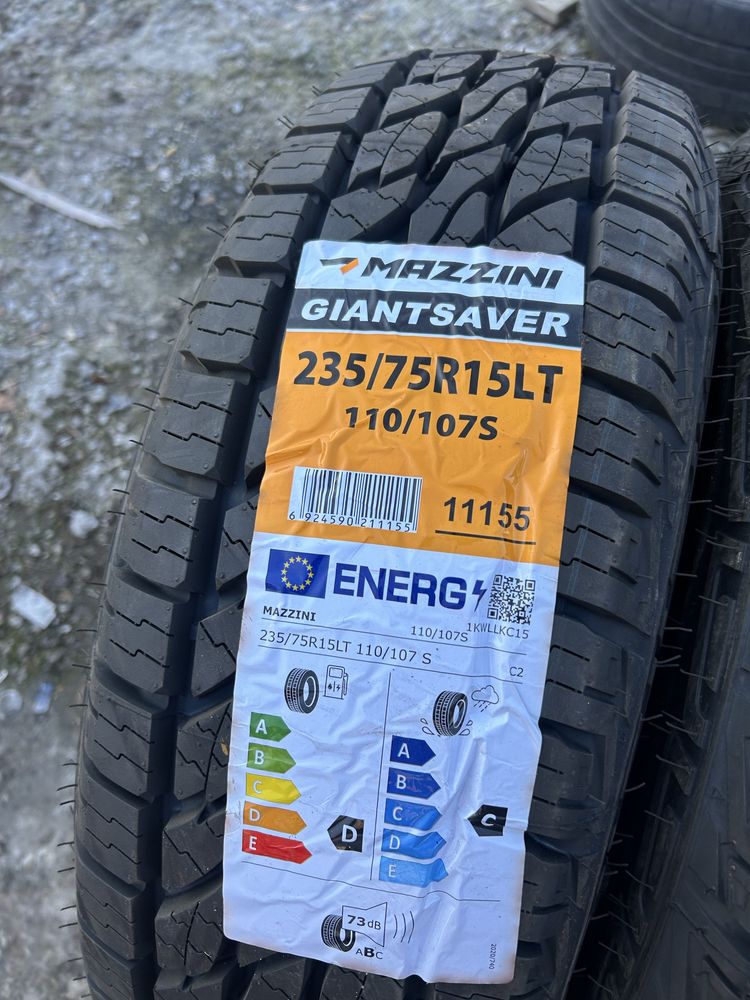 MAZZINI
GIANTSAVER
235/75R15LT
110/107S
6 924590 211155
11155
ENERG
MAZZINI
110/107S
1KWLLKC15
235/75R15LT 110/107 S
C2
A
B
C
D
E
D
A
B
C
D
E
C
73 dB
ABC
2020/740